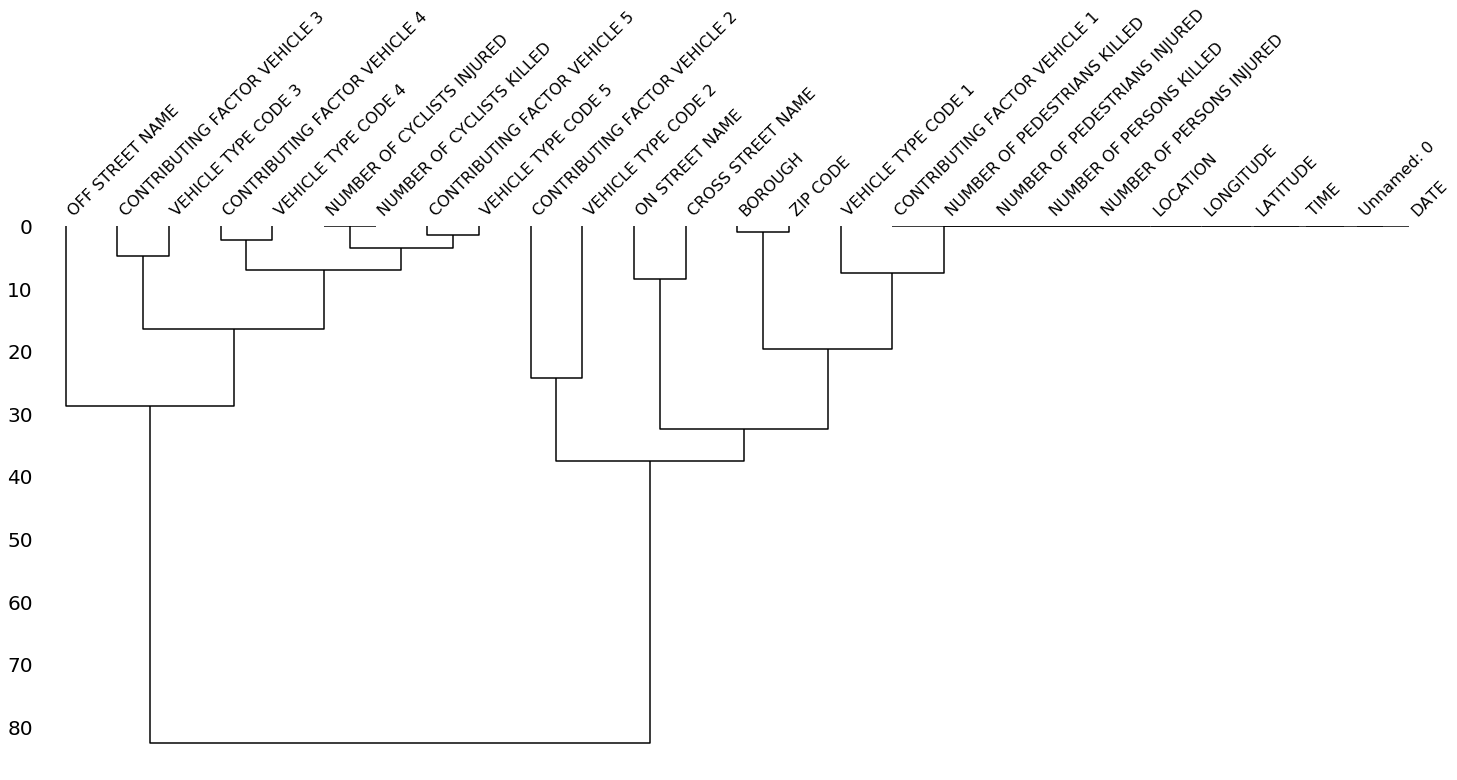 OFF STREET NAME
CONTRIBUTING FACTOR VEHICLE 3
VEHICLE TYPE CODE 3
CONTRIBUTING FACTOR VEHICLE 4
VEHICLE TYPE CODE 4
NUMBER OF CYCLISTS INJURED
NUMBER OF CYCLISTS KILLED
CONTRIBUTING FACTOR VEHICLE 5
VEHICLE TYPE CODE 5
CONTRIBUTING FACTOR VEHICLE 2
VEHICLE TYPE CODE 2
ON STREET NAME
CROSS STREET NAME
BOROUGH
ZIP CODE
VEHICLE TYPE CODE 1
CONTRIBUTING FACTOR VEHICLE 1
NUMBER OF PEDESTRIANS KILLED
NUMBER OF PEDESTRIANS INJURED
NUMBER OF PERSONS KILLED
NUMBER OF PERSONS INJURED
LOCATION
LONGITUDE
LATITUDE
TIME
Unnamed: 0
DATE
0
10
20
30
40
50
60
70
80